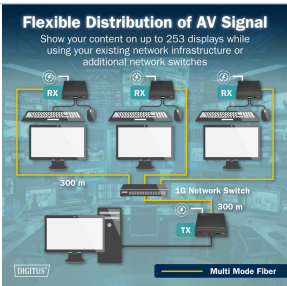 Flexible Distribution of AV Signal
Show your content on up to 253 displays while
using your existing network infrastructure or
additional network switches
RX
RX
RX
300 m
1G Network Switch
300 m
TX
DIGITUS
Multi Mode Fiber